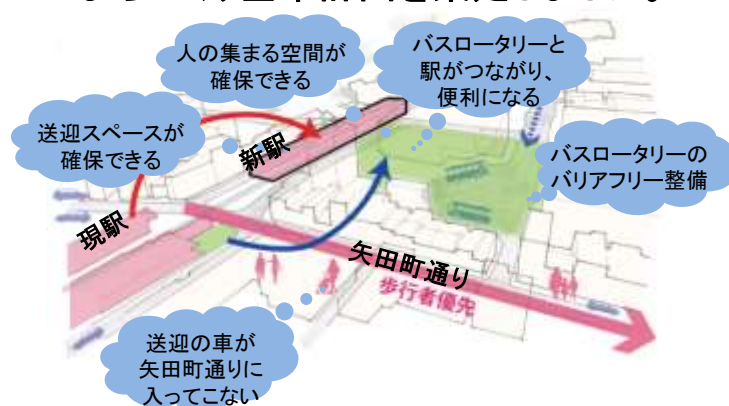 人の集まる空間が
確保できる
バスロータリーと
駅がつながり、
便利になる
送迎スペースが
確保できる
新駅
バスロータリーの
バリアフリー整備
現駅
矢田町通り
歩行者優先
送迎の車が
矢田町通りに
入ってこない